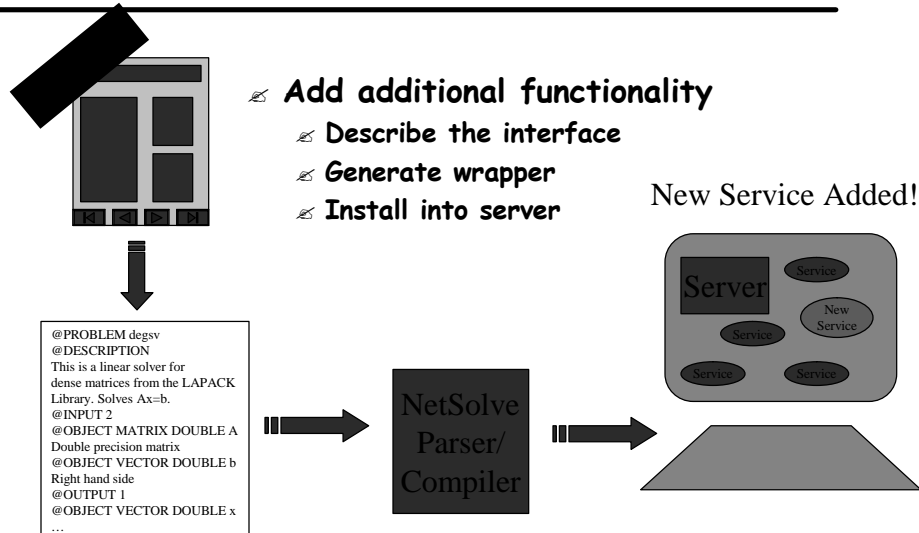 Add additional functionality
Describe the interface
Generate wrapper
Install into server
New Service Added!
@PROBLEM degsv
@DESCRIPTION
This is a linear solver for
dense matrices from the LAPACK
Library. Solves Ax=b.
@INPUT 2
@OBJECT MATRIX DOUBLE A
Double precision matrix
@OBJECT VECTOR DOUBLE b
Right hand side
@OUTPUT 1
@OBJECT VECTOR DOUBLE x
…
NetSolve
Parser/
Compiler
Server
Service
New
Service
Service
Service
Service